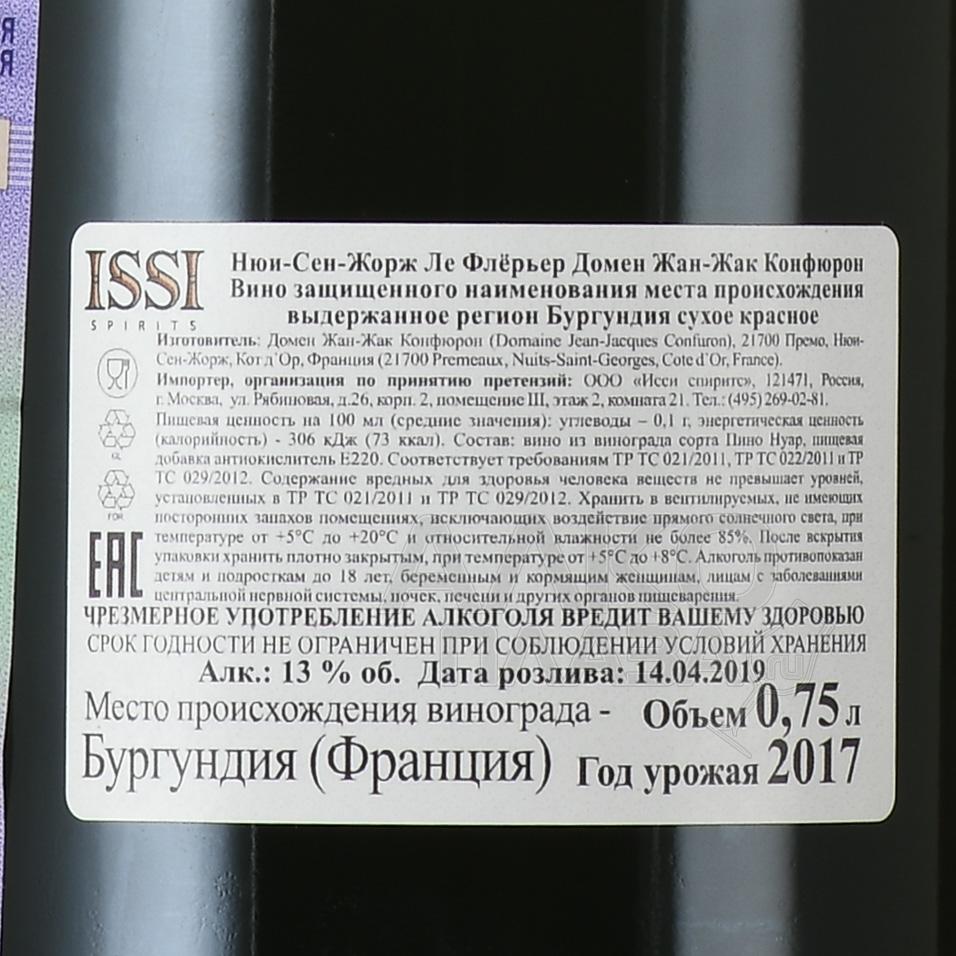 Я
Я
ISSI
SPIRITS
Нюи-Сен-Жорж Ле Флёрьер Домен Жан-Жак Конфюрон
Вино защищенного наименования места происхождения
выдержанное регион Бургундия сухое красное
Изготовитель: Домен Жан-Жак Конфюрон (Domaine Jean-Jacques Confuron), 21700 Премо, Нюи-
Сен-Жорж, Кот д`Ор, Франция (21700 Premeaux, Nuits-Saint-Georges, Cote d`Or, France).
Импортер, организация по принятию претензий: ООО «Исси спиритс», 121471, Россия,
г. Москва, ул. Рябиновая, д.26, корп. 2, помещение III, этаж 2, комната 21. Тел.: (495) 269-02-81.
Пищевая ценность на 100 мл (средние значения): углеводы – 0,1 г, энергетическая ценность
(калорийность) - 306 кДж (73 ккал). Состав: вино из винограда сорта Пино Нуар, пищевая
добавка антиокислитель Е220. Соответствует требованиям ТР ТС 021/2011, ТР ТС 022/2011 и ТР
ТС 029/2012. Содержание вредных для здоровья человека веществ не превышает уровней,
установленных в ТР ТС 021/2011 и ТР ТС 029/2012. Хранить в вентилируемых, не имеющих
посторонних запахов помещениях, исключающих воздействие прямого солнечного света, при
температуре от +5°С до +20°С и относительной влажности не более 85%. После вскрытия
упаковки хранить плотно закрытым, при температуре от +5°С до +8°С. Алкоголь противопоказан
детям и подросткам до 18 лет, беременным и кормящим женщинам, лицам с заболеваниями
центральной нервной системы, почек, печени и других органов пищеварения.
GL
FOR
EAC
ЧРЕЗМЕРНОЕ УПОТРЕБЛЕНИЕ АЛКОГОЛЯ ВРЕДИТ ВАШЕМУ ЗДОРОВЬЮ
СРОК ГОДНОСТИ НЕ ОГРАНИЧЕН ПРИ СОБЛЮДЕНИИ УСЛОВИЙ ХРАНЕНИЯ
Алк.: 13 % об. Дата розлива: 14.04.2019
Место происхождения винограда - Объем 0,75 л
Бургундия (Франция) Год урожая 2017